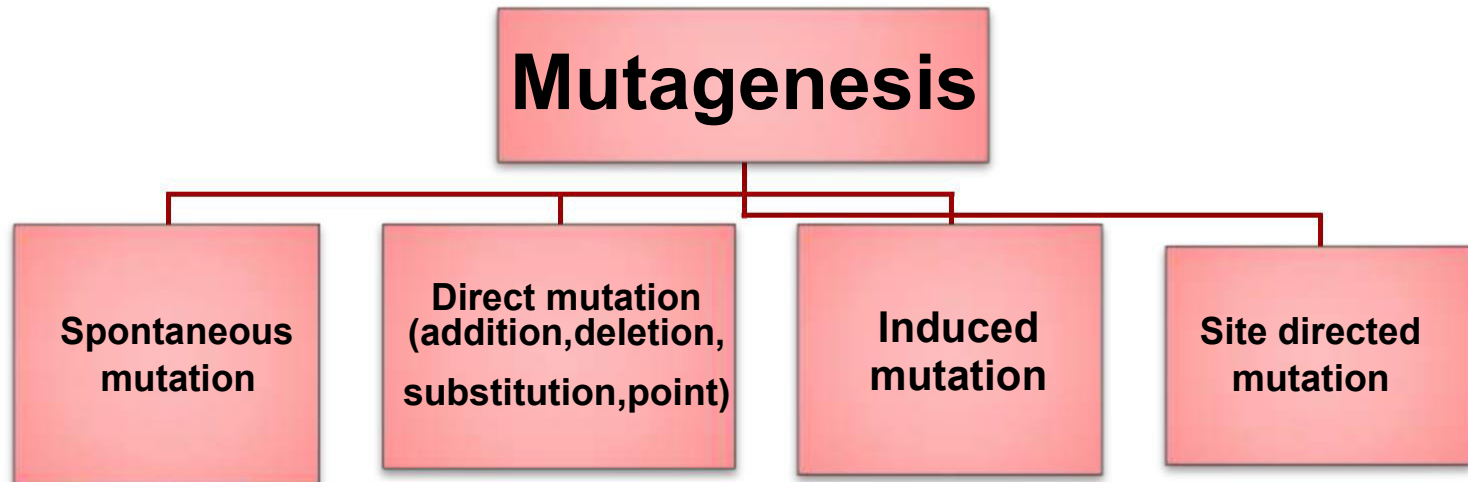 Mutagenesis
Spontaneous
mutation
Direct mutation
(addition,deletion,
substitution,point)
Induced
mutation
Site directed
mutation